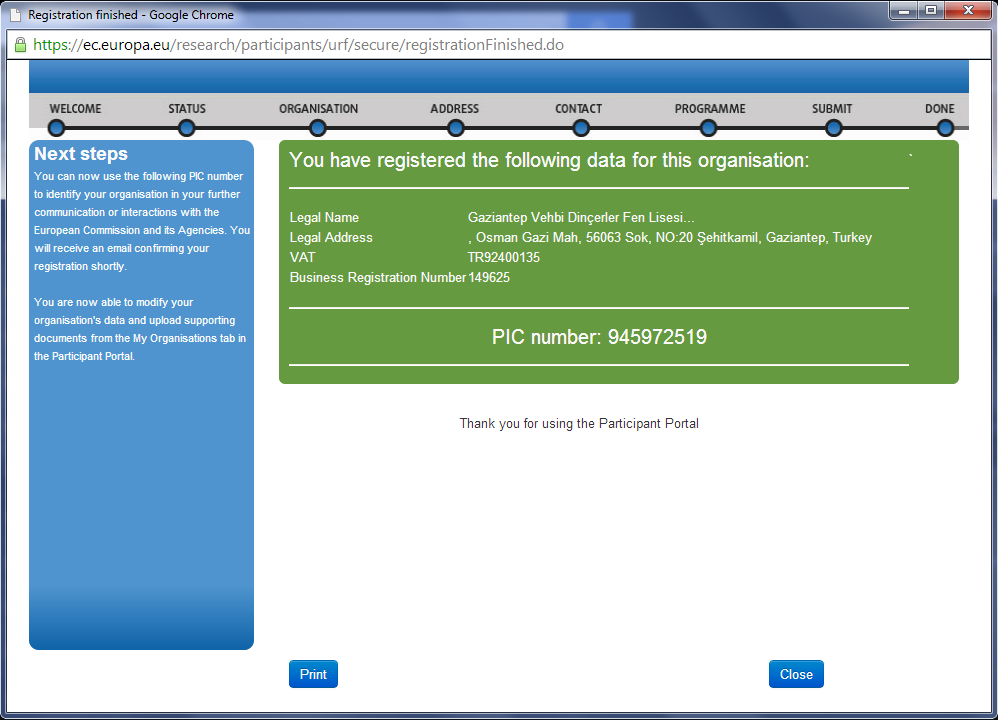 Registration finished - Google Chrome
https://ec.europa.eu/research/participants/urf/secure/registrationFinished.do
WELCOME STATUS ORGANISATION ADDRESS CONTACT PROGRAMME SUBMIT DONE
Next steps
You can now use the following PIC number
to identify your organisation in your further
communication or interactions with the
European Commission and its Agencies. You
will receive an email confirming your
registration shortly.
You are now able to modify your
organisation's data and upload supporting
documents from the My Organisations tab in
the Participant Portal.
You have registered the following data for this organisation: `
Legal Name Gaziantep Vehbi Dinçerler Fen Lisesi...
Legal Address , Osman Gazi Mah, 56063 Sok, NO:20 Şehitkamil, Gaziantep, Turkey
VAT TR92400135
Business Registration Number 149625
PIC number: 945972519
Thank you for using the Participant Portal
Print Close